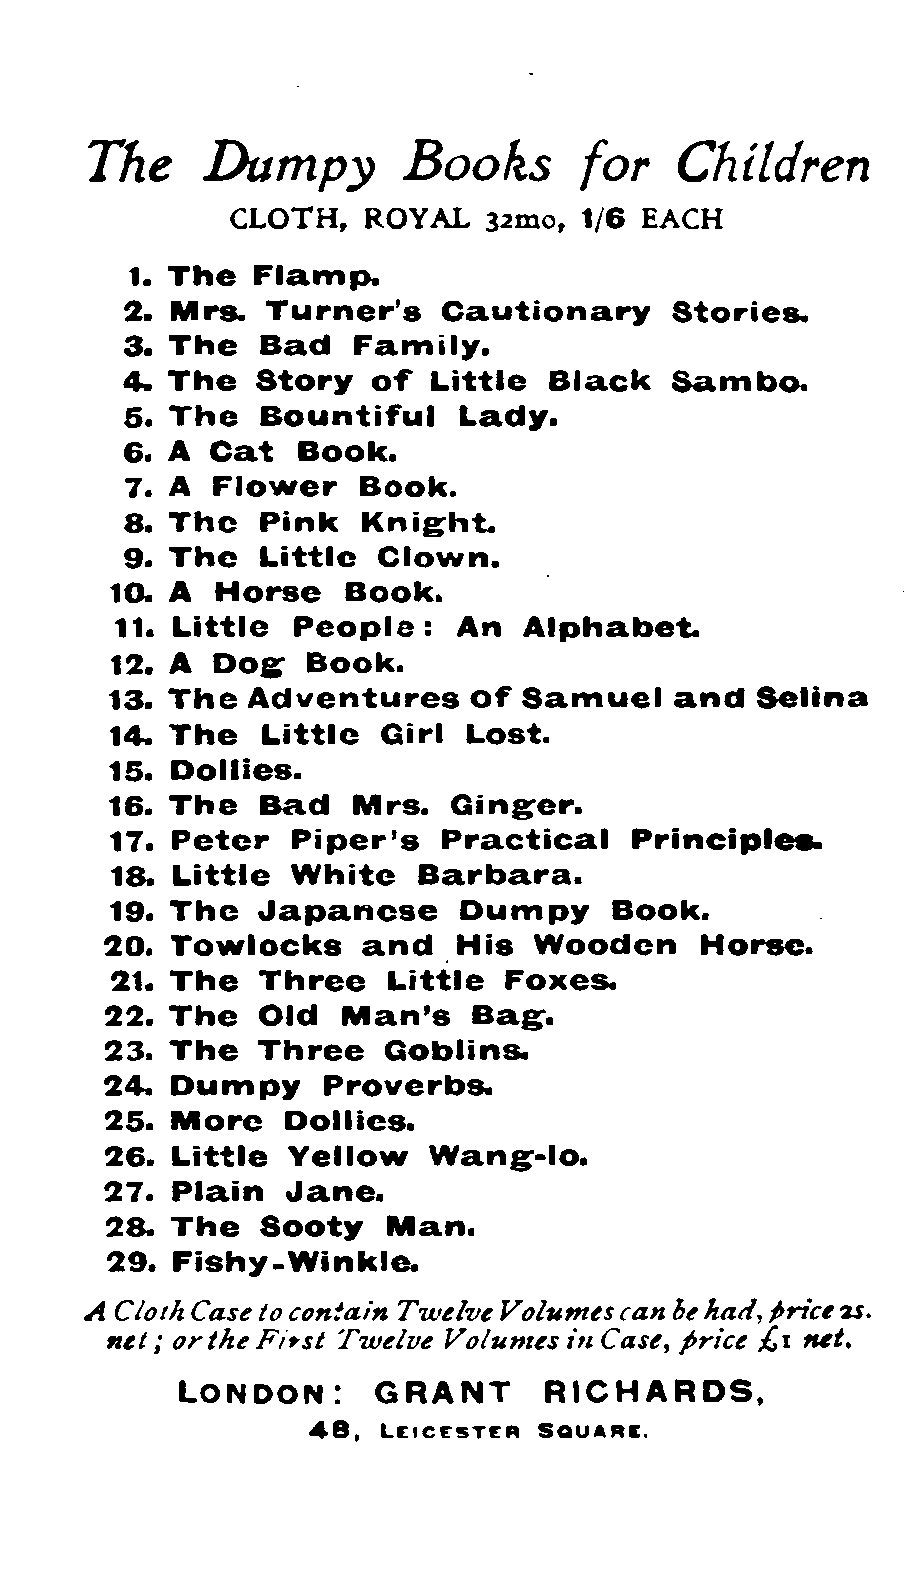 The Dumpy Books for Children
CLOTH, ROYAL 32mo, 1/6 EACH
1. The Flamp.
2. Mrs. Turner's Cautionary Stories.
3. The Bad Family.
4. The Story of Little Black Sambo.
5. The Bountiful Lady.
6. A Cat Book.
7. A Flower Book.
8. The Pink Knight.
9. The Little Clown.
10. A Horse Book.
11. Little People: An Alphabet.
12. A Dog Book.
13. The Adventures of Samuel and Selina
14. The Little Girl Lost.
15. Dollies.
16. The Bad Mrs. Ginger.
17. Peter Piper's Practical Principles.
18. Little White Barbara.
19. The Japanese Dumpy Book.
20. Towlocks and His Wooden Horse.
21. The Three Little Foxes.
22. The Old Man's Bag.
23. The Three Goblins.
24. Dumpy Proverbs.
25. More Dollies.
26. Little Yellow Wang-lo.
27. Plain Jane.
28. The Sooty Man.
29. Fishy-Winkle.
A Cloth Case to contain Twelve Volumes can be had, price 2s.
net; or the First Twelve Volumes in Case, price £1 net.
LONDON: GRANT RICHARDS,
48, LEICESTER SQUARE.